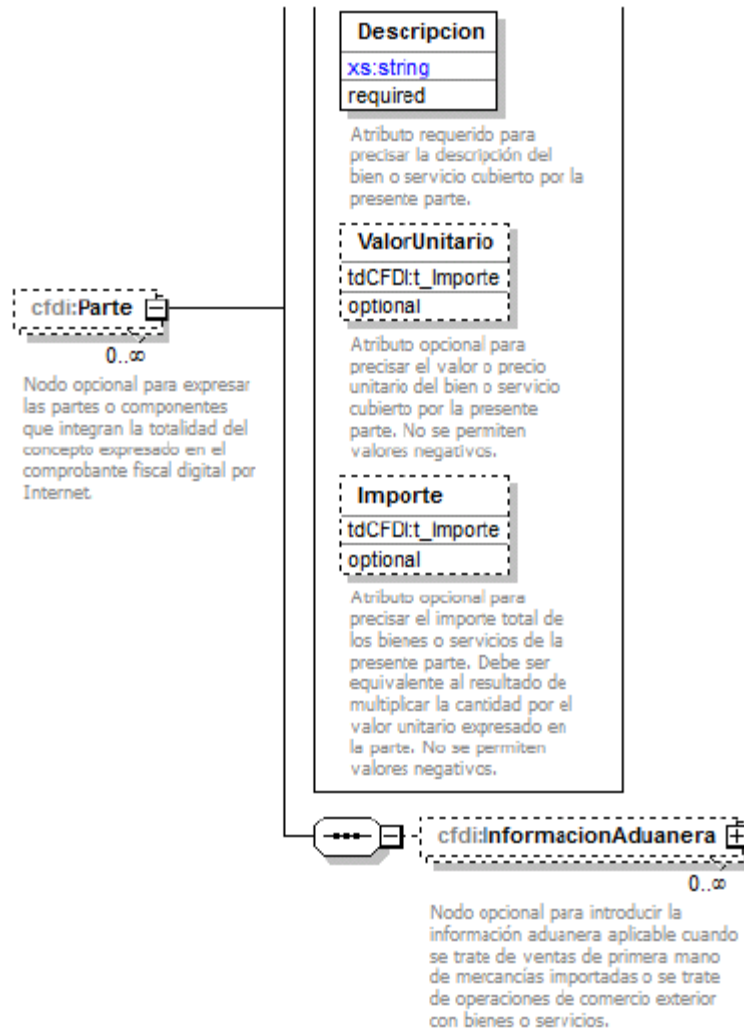 Descripcion
xs:string
required
Atributo requerido para
precisar la descripción del
bien o servicio cubierto por la
presente parte.
ValorUnitario
tdCFDI:t_Importe
optional
Atributo opcional para
precisar el valor o precio
unitario del bien o servicio
cubierto por la presente
parte. No se permiten
valores negativos.
cfdi:Parte
0..∞
Nodo opcional para expresar
las partes o componentes
que integran la totalidad del
concepto expresado en el
comprobante fiscal digital por
Internet.
Importe
tdCFDI:t_Importe
optional
Atributo opcional para
precisar el importe total de
los bienes o servicios de la
presente parte. Debe ser
equivalente al resultado de
multiplicar la cantidad por el
valor unitario expresado en
la parte. No se permiten
valores negativos.
cfdi:InformacionAduanera
0..∞
Nodo opcional para introducir la
información aduanera aplicable cuando
se trate de ventas de primera mano
de mercancías importadas o se trate
de operaciones de comercio exterior
con bienes o servicios.